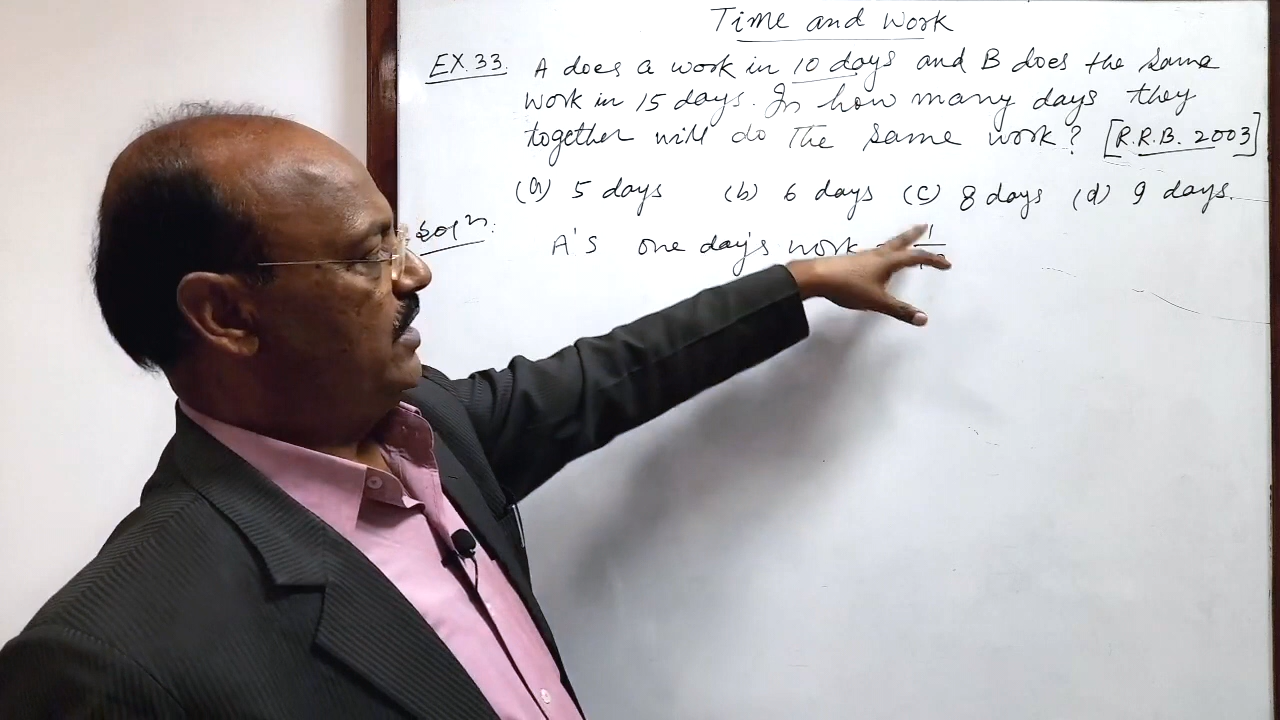 Time and Work
EX.33. A does a work in 10 days and B does the same
work in 15 days. In how many days they
together will do the same work? [R.R.B. 2003]
(a) 5 days (b) 6 days (c) 8 days (d) 9 days.
Solⁿ: A's one day's work = 1